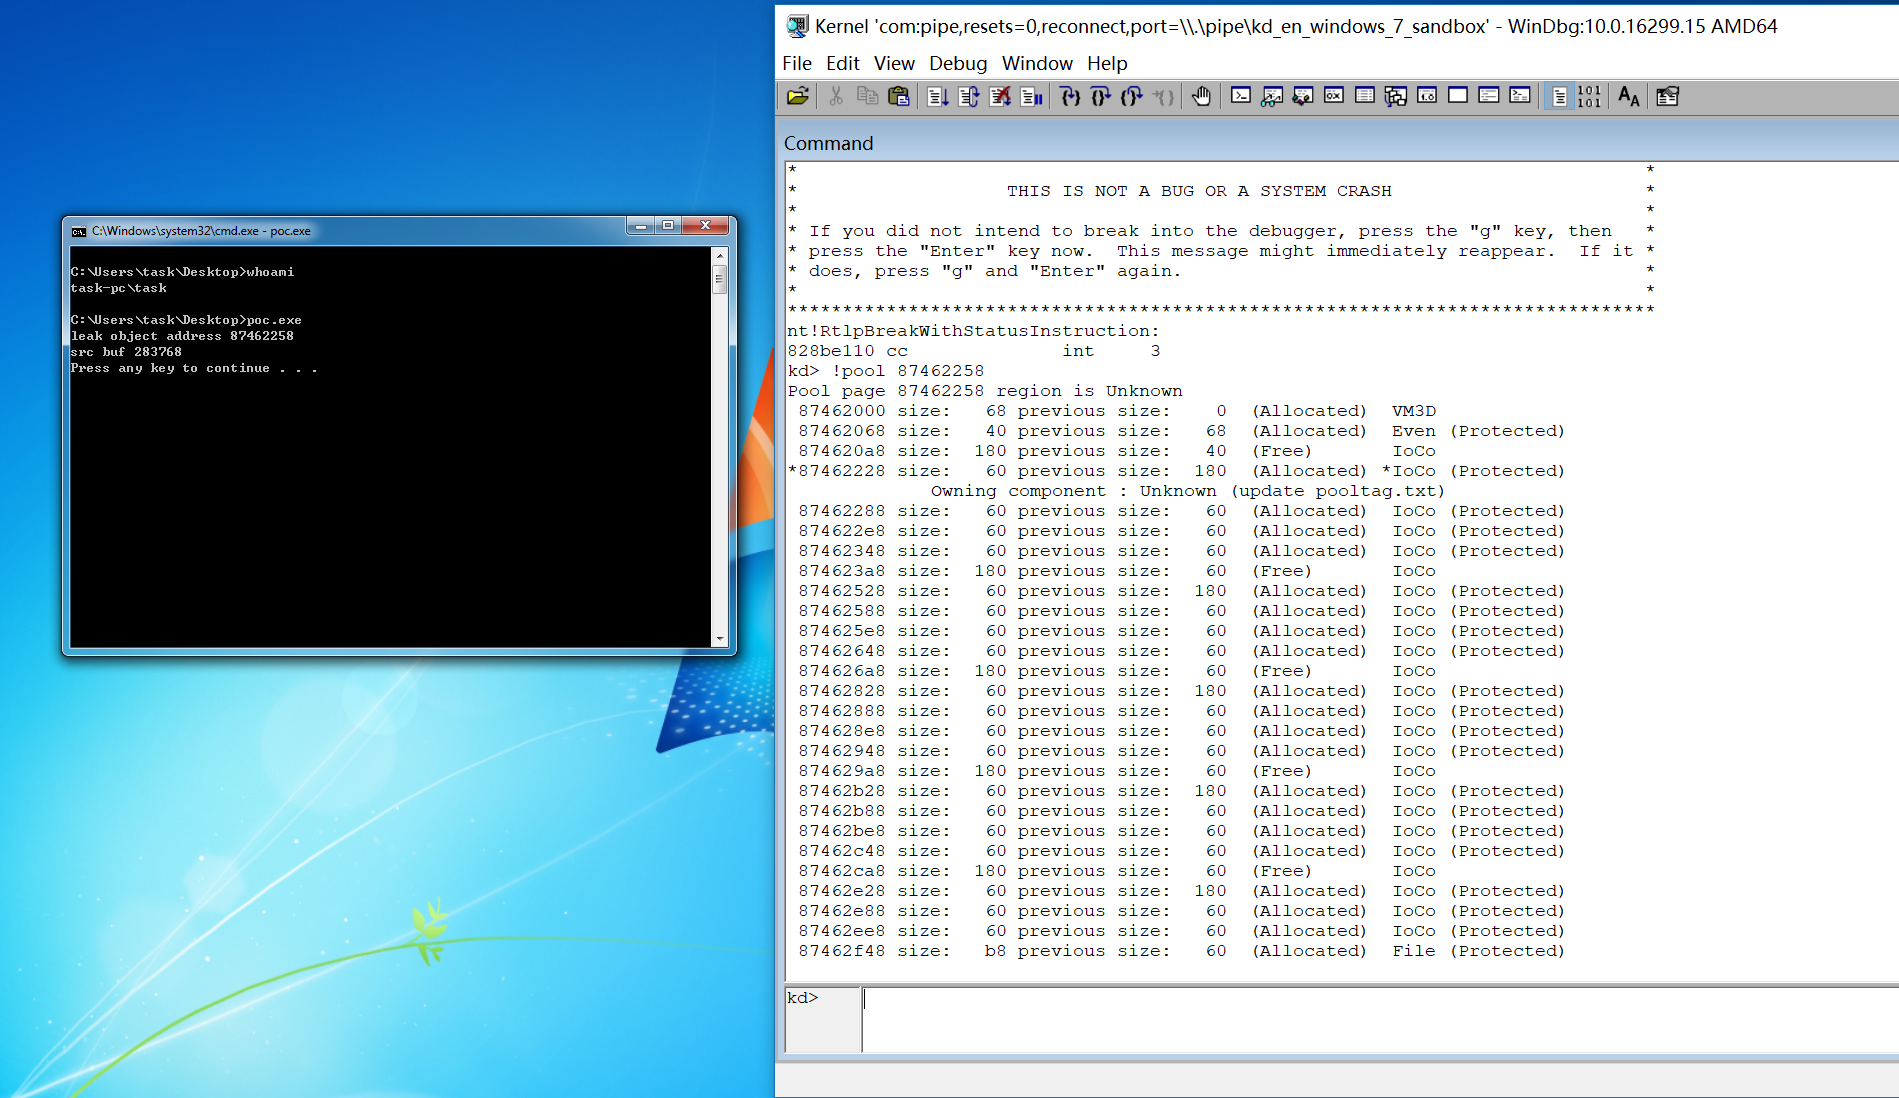 C:\Windows\system32\cmd.exe - poc.exe
C:\Users\task\Desktop>whoami
task-pc\task
C:\Users\task\Desktop>poc.exe
leak object address 87462258
src buf 283768
Press any key to continue . . .
Kernel 'com:pipe,resets=0,reconnect,port=\\.\pipe\kd_en_windows_7_sandbox' - WinDbg:10.0.16299.15 AMD64
File Edit View Debug Window Help
Command
* *
* THIS IS NOT A BUG OR A SYSTEM CRASH *
* *
* If you did not intend to break into the debugger, press the "g" key, then *
* press the "Enter" key now.  This message might immediately reappear.  If it *
* does, press "g" and "Enter" again. *
* *
*******************************************************************************
nt!RtlpBreakWithStatusInstruction:
828be110 cc int 3
kd> !pool 87462258
Pool page 87462258 region is Unknown
87462000 size: 68 previous size: 0 (Allocated) VM3D
87462068 size: 40 previous size: 68 (Allocated) Even (Protected)
874620a8 size: 180 previous size: 40 (Free) IoCo
*87462228 size: 60 previous size: 180 (Allocated) *IoCo (Protected)
Owning component : Unknown (update pooltag.txt)
87462288 size: 60 previous size: 60 (Allocated) IoCo (Protected)
874622e8 size: 60 previous size: 60 (Allocated) IoCo (Protected)
87462348 size: 60 previous size: 60 (Allocated) IoCo (Protected)
874623a8 size: 180 previous size: 60 (Free) IoCo
87462528 size: 60 previous size: 180 (Allocated) IoCo (Protected)
87462588 size: 60 previous size: 60 (Allocated) IoCo (Protected)
874625e8 size: 60 previous size: 60 (Allocated) IoCo (Protected)
87462648 size: 60 previous size: 60 (Allocated) IoCo (Protected)
874626a8 size: 180 previous size: 60 (Free) IoCo
87462828 size: 60 previous size: 180 (Allocated) IoCo (Protected)
87462888 size: 60 previous size: 60 (Allocated) IoCo (Protected)
874628e8 size: 60 previous size: 60 (Allocated) IoCo (Protected)
87462948 size: 60 previous size: 60 (Allocated) IoCo (Protected)
874629a8 size: 180 previous size: 60 (Free) IoCo
87462b28 size: 60 previous size: 180 (Allocated) IoCo (Protected)
87462b88 size: 60 previous size: 60 (Allocated) IoCo (Protected)
87462be8 size: 60 previous size: 60 (Allocated) IoCo (Protected)
87462c48 size: 60 previous size: 60 (Allocated) IoCo (Protected)
87462ca8 size: 180 previous size: 60 (Free) IoCo
87462e28 size: 60 previous size: 180 (Allocated) IoCo (Protected)
87462e88 size: 60 previous size: 60 (Allocated) IoCo (Protected)
87462ee8 size: 60 previous size: 60 (Allocated) IoCo (Protected)
87462f48 size: b8 previous size: 60 (Allocated) File (Protected)
kd>